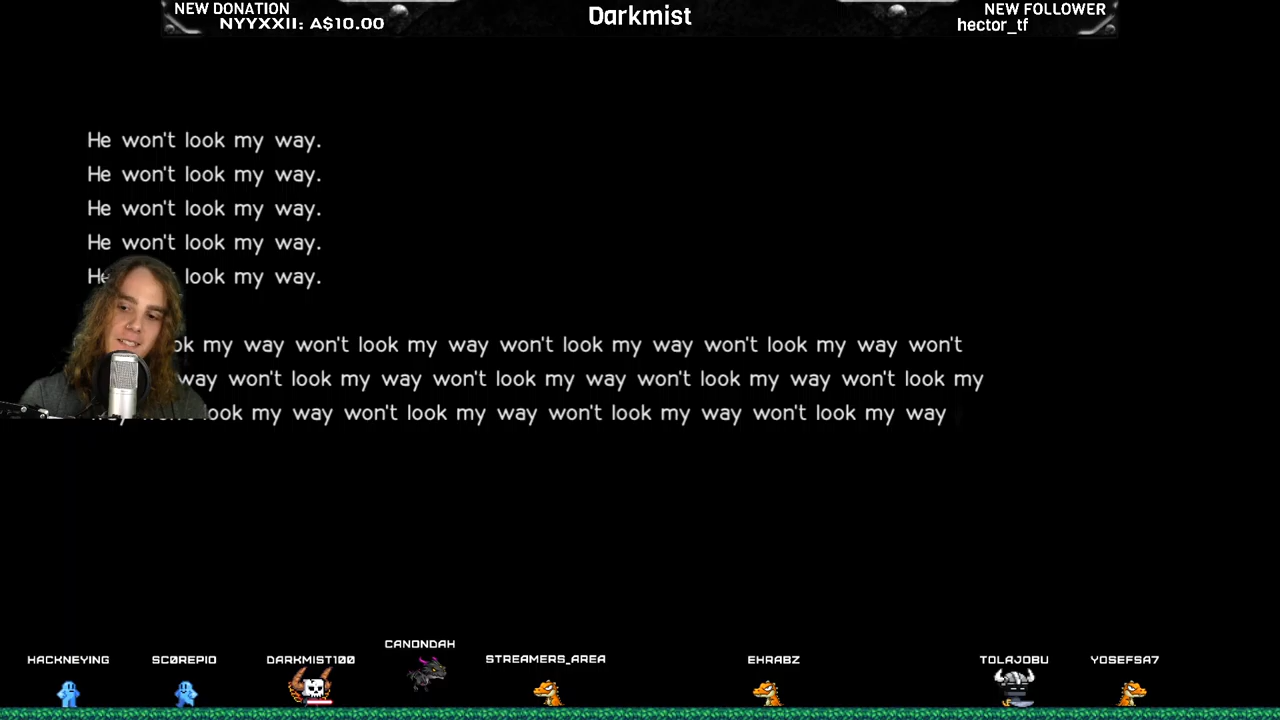 NEW DONATION
NYYXXII: A$10.00
Darkmist
NEW FOLLOWER
hector_tf
He won't look my way.
He won't look my way.
He won't look my way.
He won't look my way.
He look my way.
my way won't look my way won't look my way won't look my way won't
way won't look my way won't look my way won't look my way won't look my
look my way won't look my way won't look my way won't look my way
CANONDAH
HACKNEYING SC0REPIO DARKMIST100 STREAMERS_AREA EHRABZ TOLAJOBU YOSEFSA7